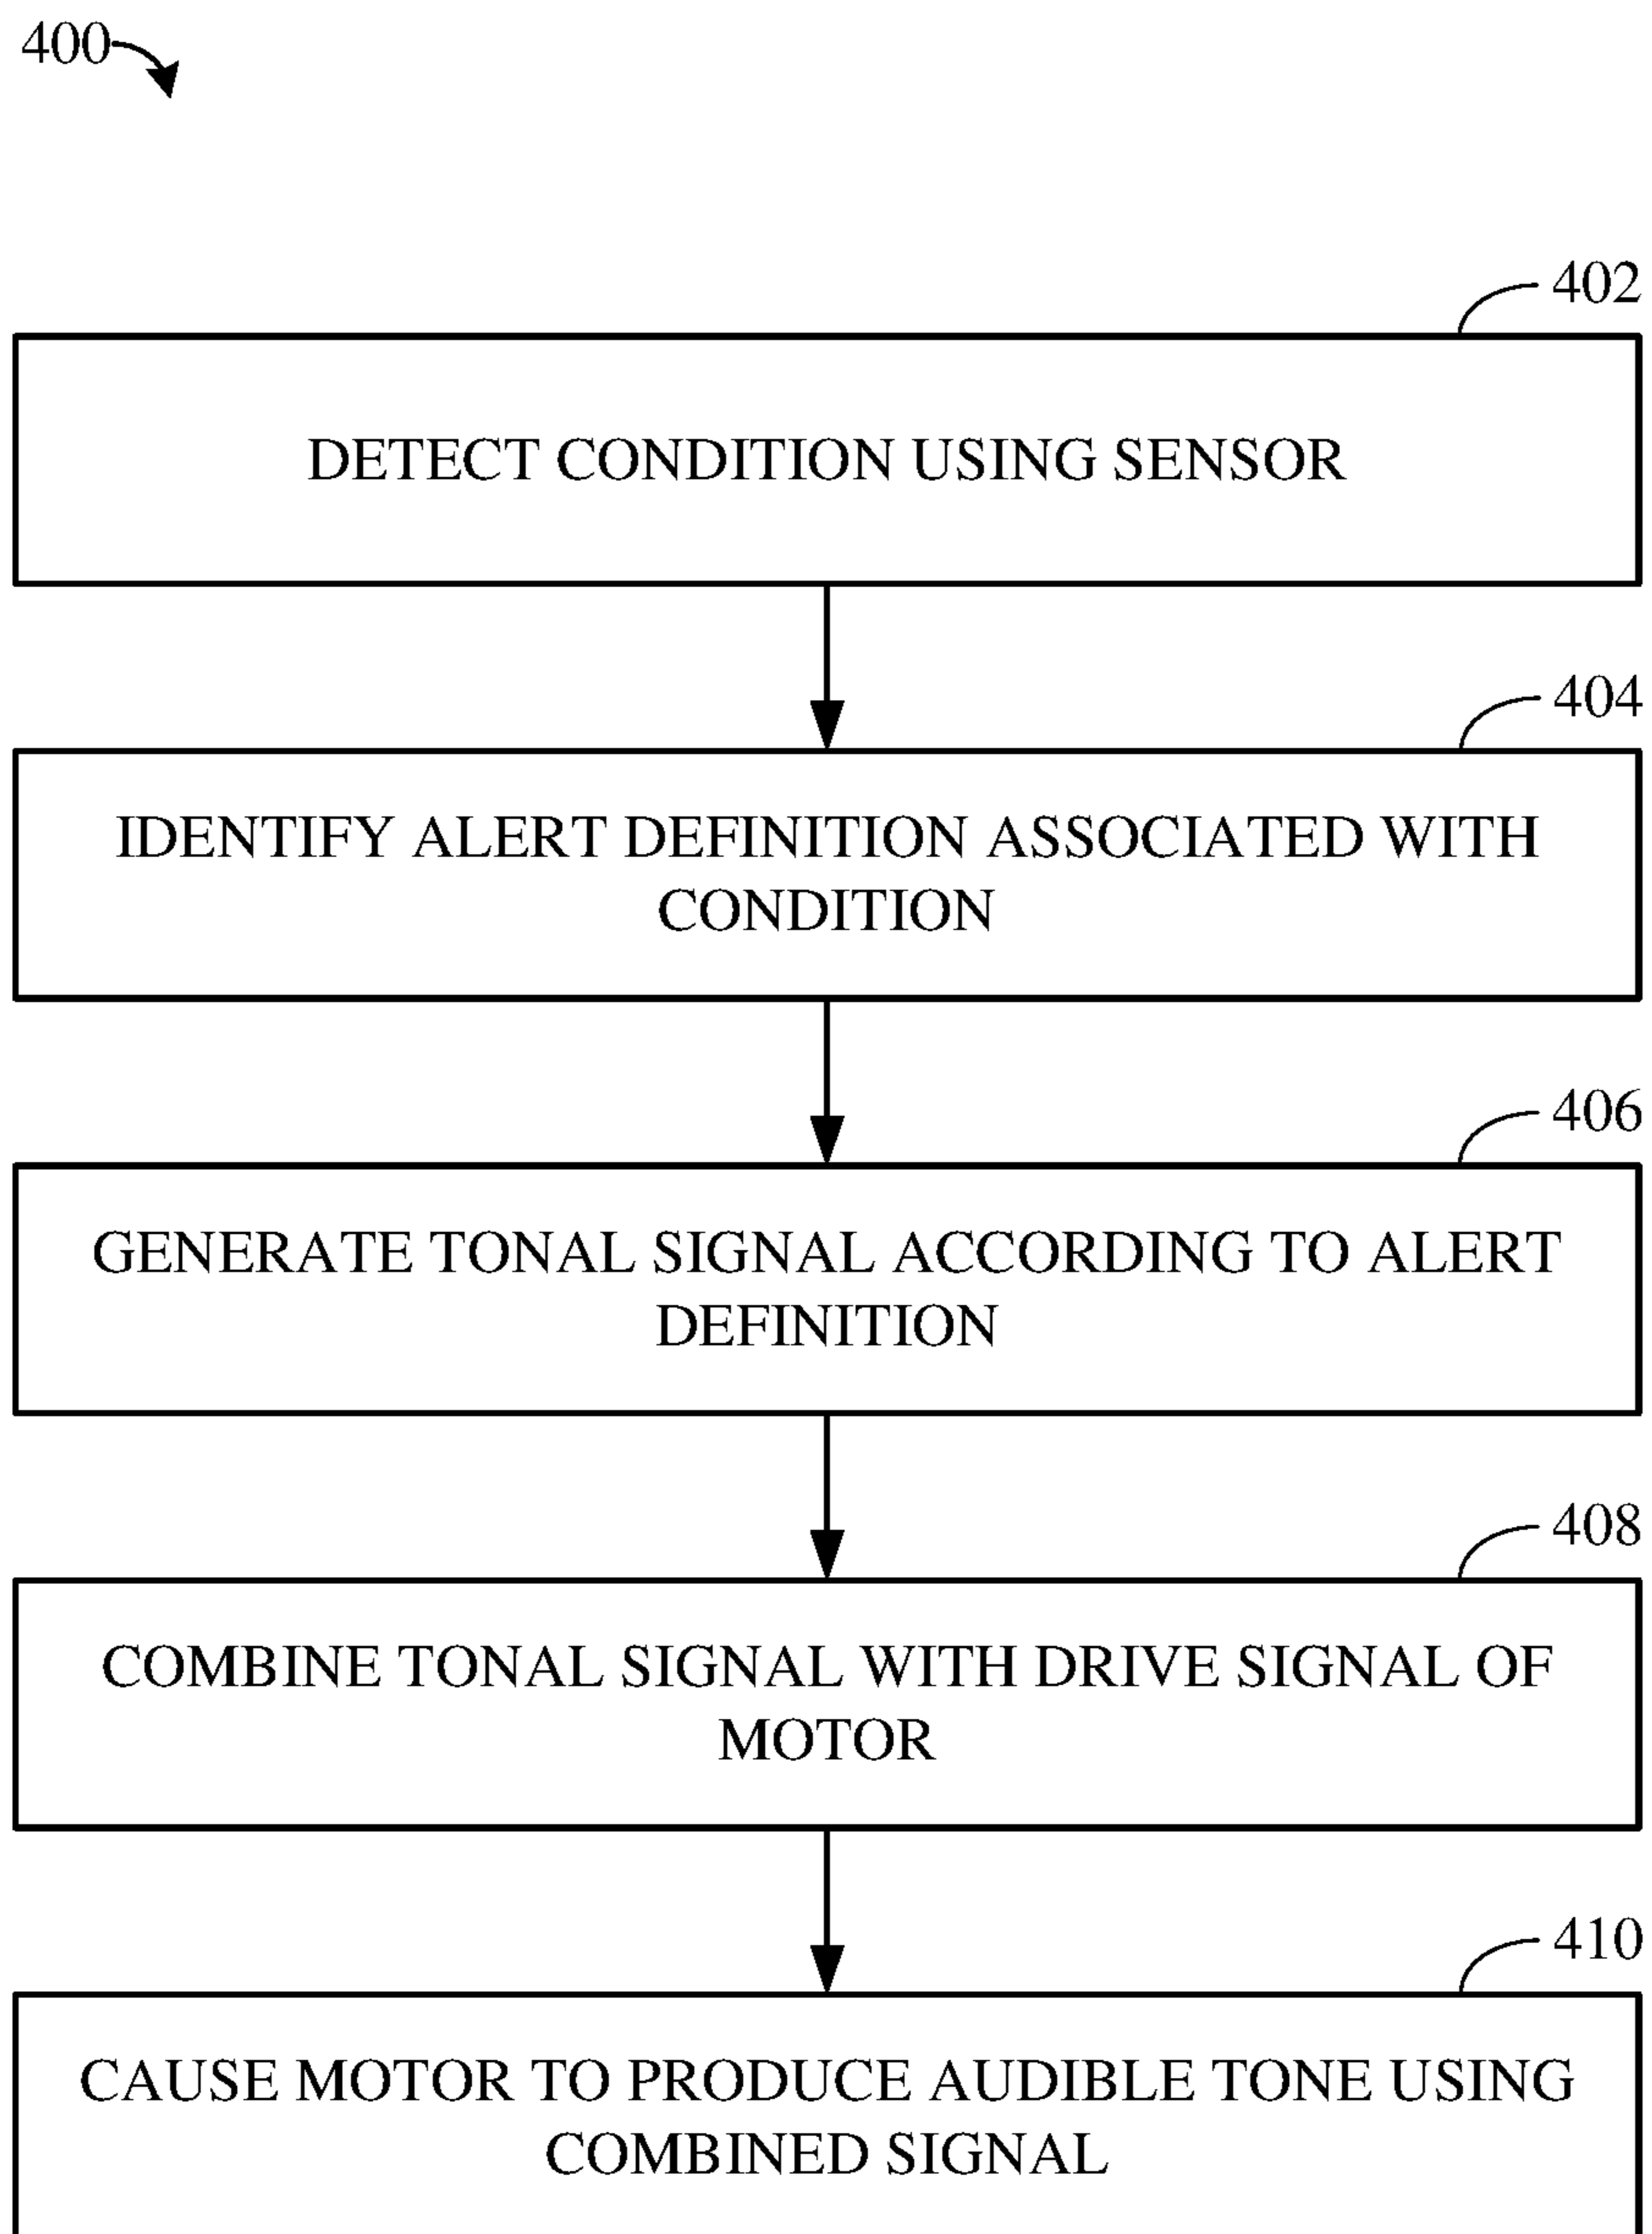 400
402
DETECT CONDITION USING SENSOR
404
IDENTIFY ALERT DEFINITION ASSOCIATED WITH
CONDITION
406
GENERATE TONAL SIGNAL ACCORDING TO ALERT
DEFINITION
408
COMBINE TONAL SIGNAL WITH DRIVE SIGNAL OF
MOTOR
410
CAUSE MOTOR TO PRODUCE AUDIBLE TONE USING
COMBINED SIGNAL